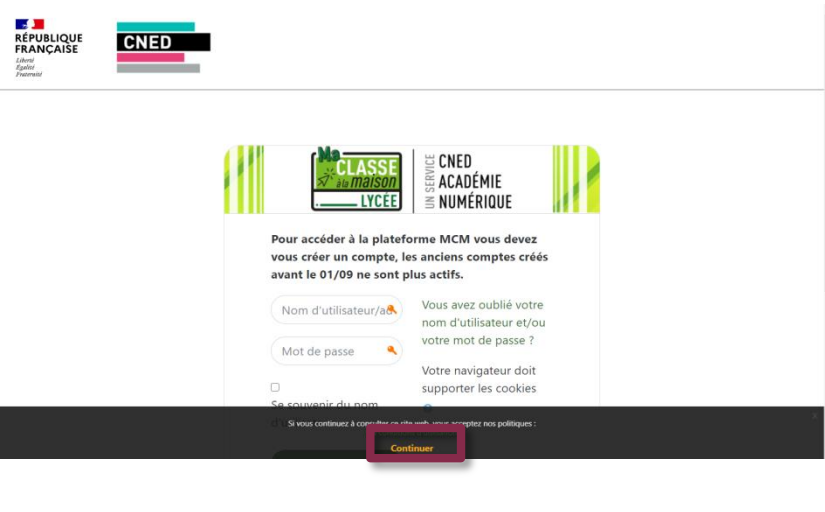 RÉPUBLIQUE
FRANÇAISE
Liberté
Égalité
Fraternité
CNED
Ma
CLASSE
à la maison
LYCÉE
UN SERVICE
CNED
ACADÉMIE
NUMÉRIQUE
Pour accéder à la plateforme MCM vous devez
vous créer un compte, les anciens comptes créés
avant le 01/09 ne sont plus actifs.
Nom d'utilisateur/ad
Mot de passe
Se souvenir du nom
Vous avez oublié votre
nom d'utilisateur et/ou
votre mot de passe ?
Votre navigateur doit
supporter les cookies
Si vous continuez à consulter ce site web, vous acceptez nos politiques :
x
Continuer